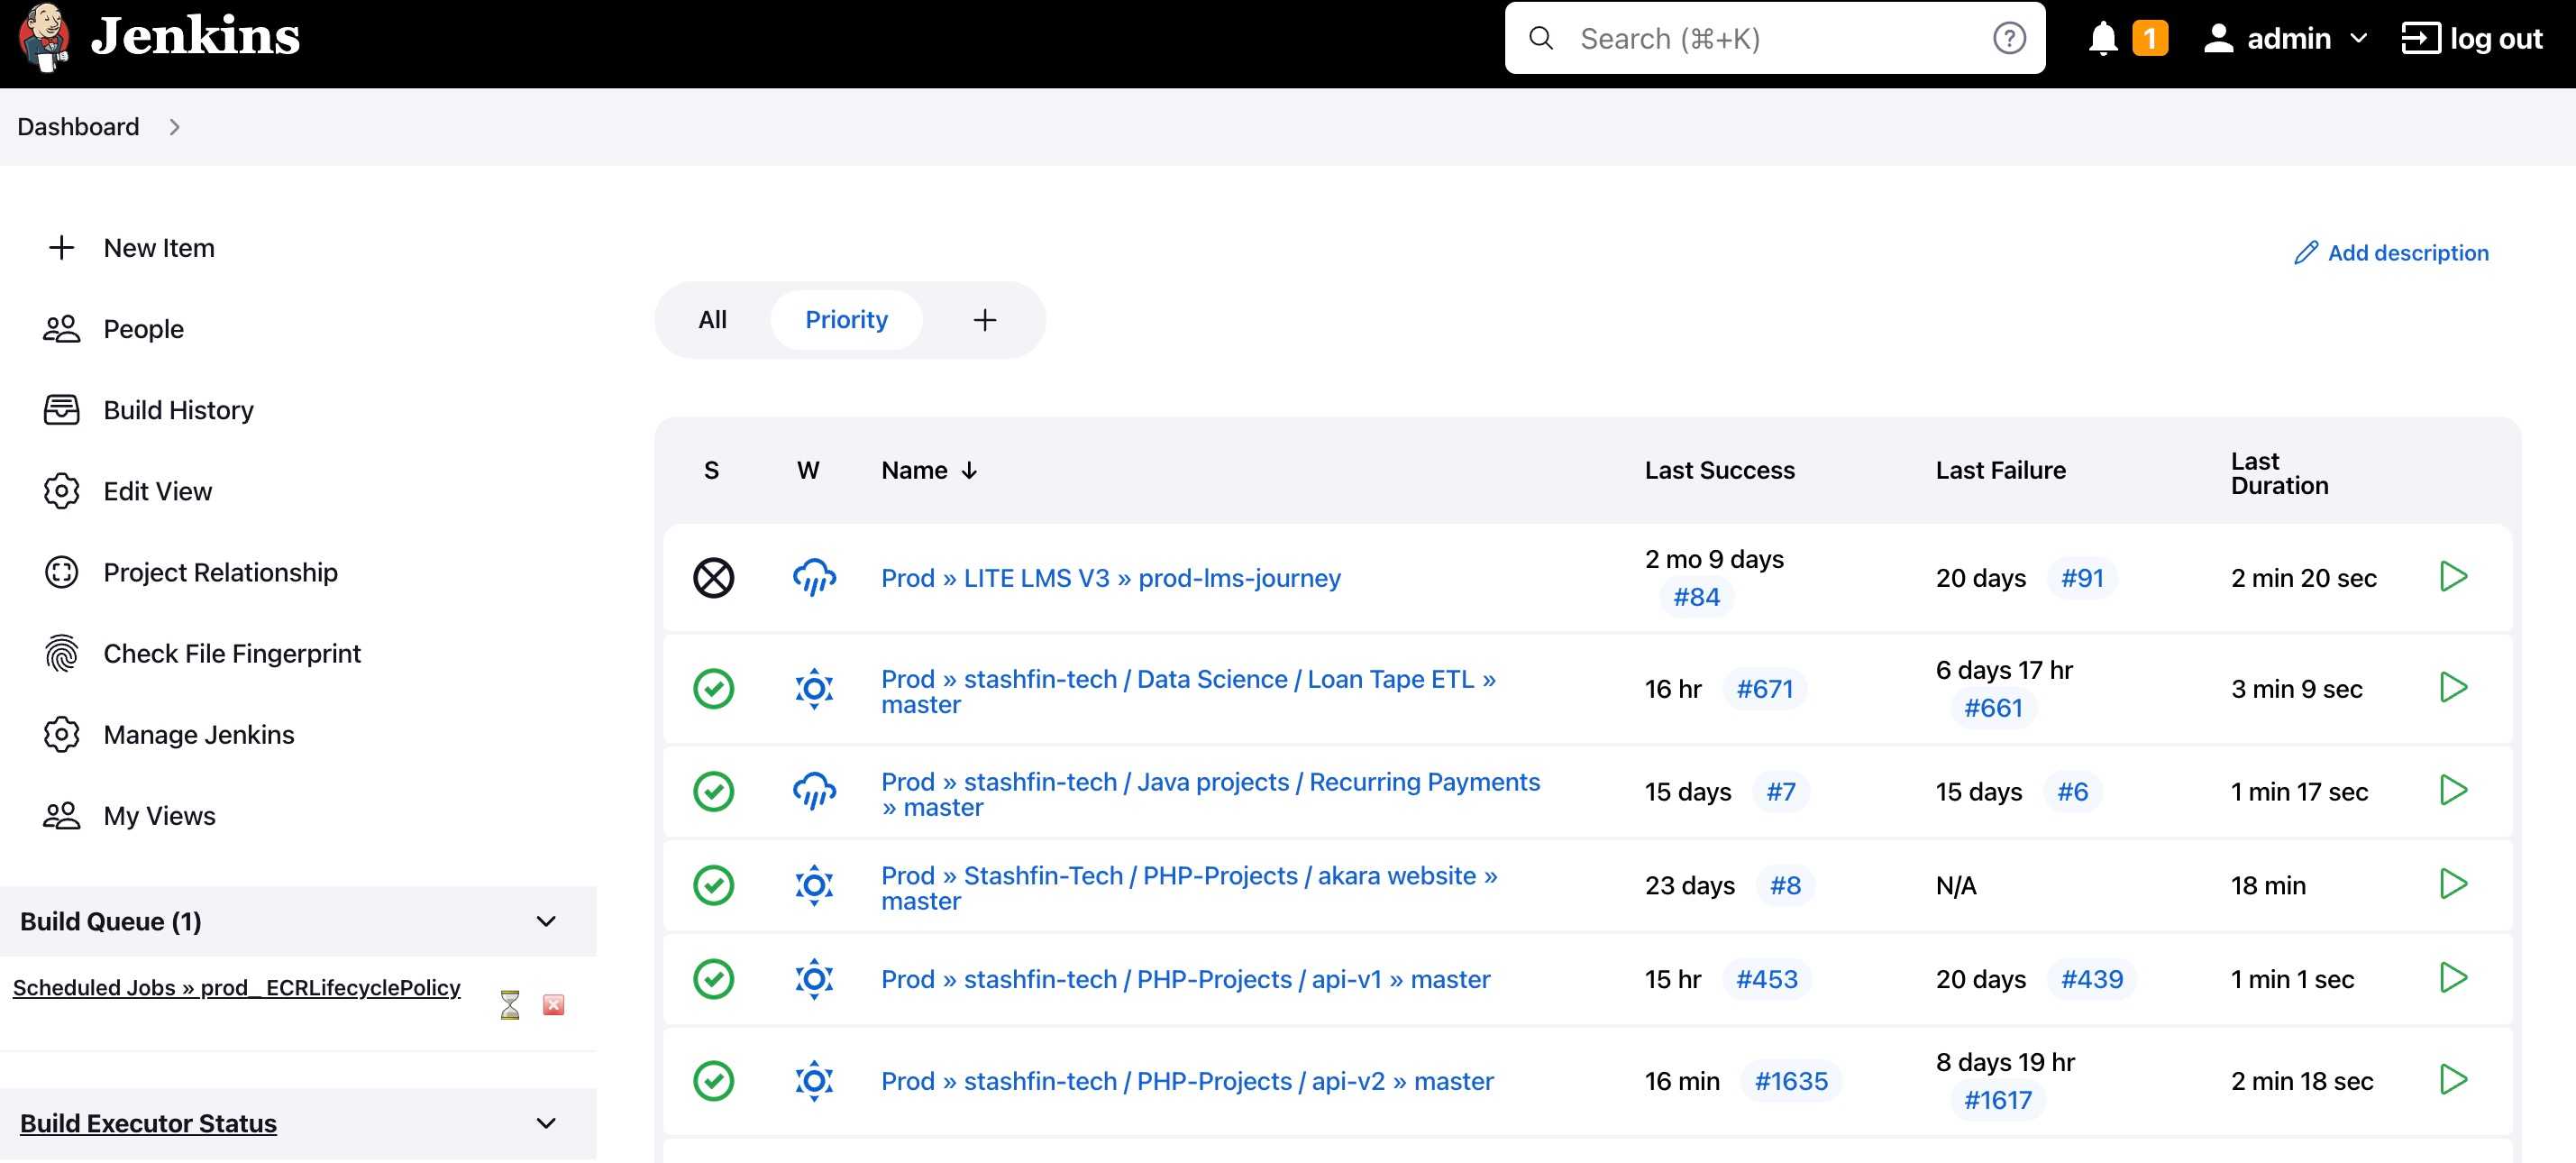 Jenkins
Search (⌘+K)
?
1
admin
log out
Dashboard
New Item
People
Build History
Edit View
Project Relationship
Check File Fingerprint
Manage Jenkins
My Views
Build Queue (1)
Scheduled Jobs » prod_ ECRLifecyclePolicy
Build Executor Status
Add description
All Priority +
S W Name ↓ Last Success Last Failure Last
Duration
Prod » LITE LMS V3 » prod-lms-journey
2 mo 9 days
#84
20 days #91
2 min 20 sec
Prod » stashfin-tech / Data Science / Loan Tape ETL »
master
16 hr #671
6 days 17 hr
#661
3 min 9 sec
Prod » stashfin-tech / Java projects / Recurring Payments
» master
15 days #7
15 days #6
1 min 17 sec
Prod » Stashfin-Tech / PHP-Projects / akara website »
master
23 days #8
N/A
18 min
Prod » stashfin-tech / PHP-Projects / api-v1 » master
15 hr #453
20 days #439
1 min 1 sec
Prod » stashfin-tech / PHP-Projects / api-v2 » master
16 min #1635
8 days 19 hr
#1617
2 min 18 sec